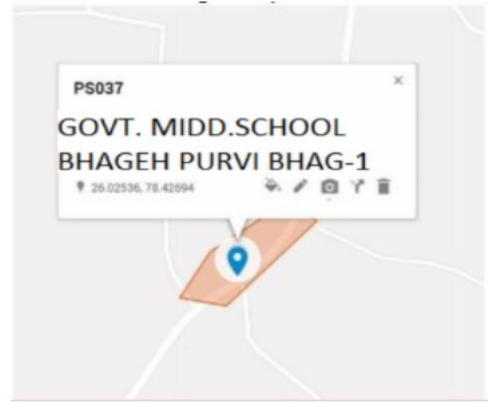 PS037
GOVT. MIDD.SCHOOL
BHAGEH PURVI BHAG-1
26.02536, 78.42694